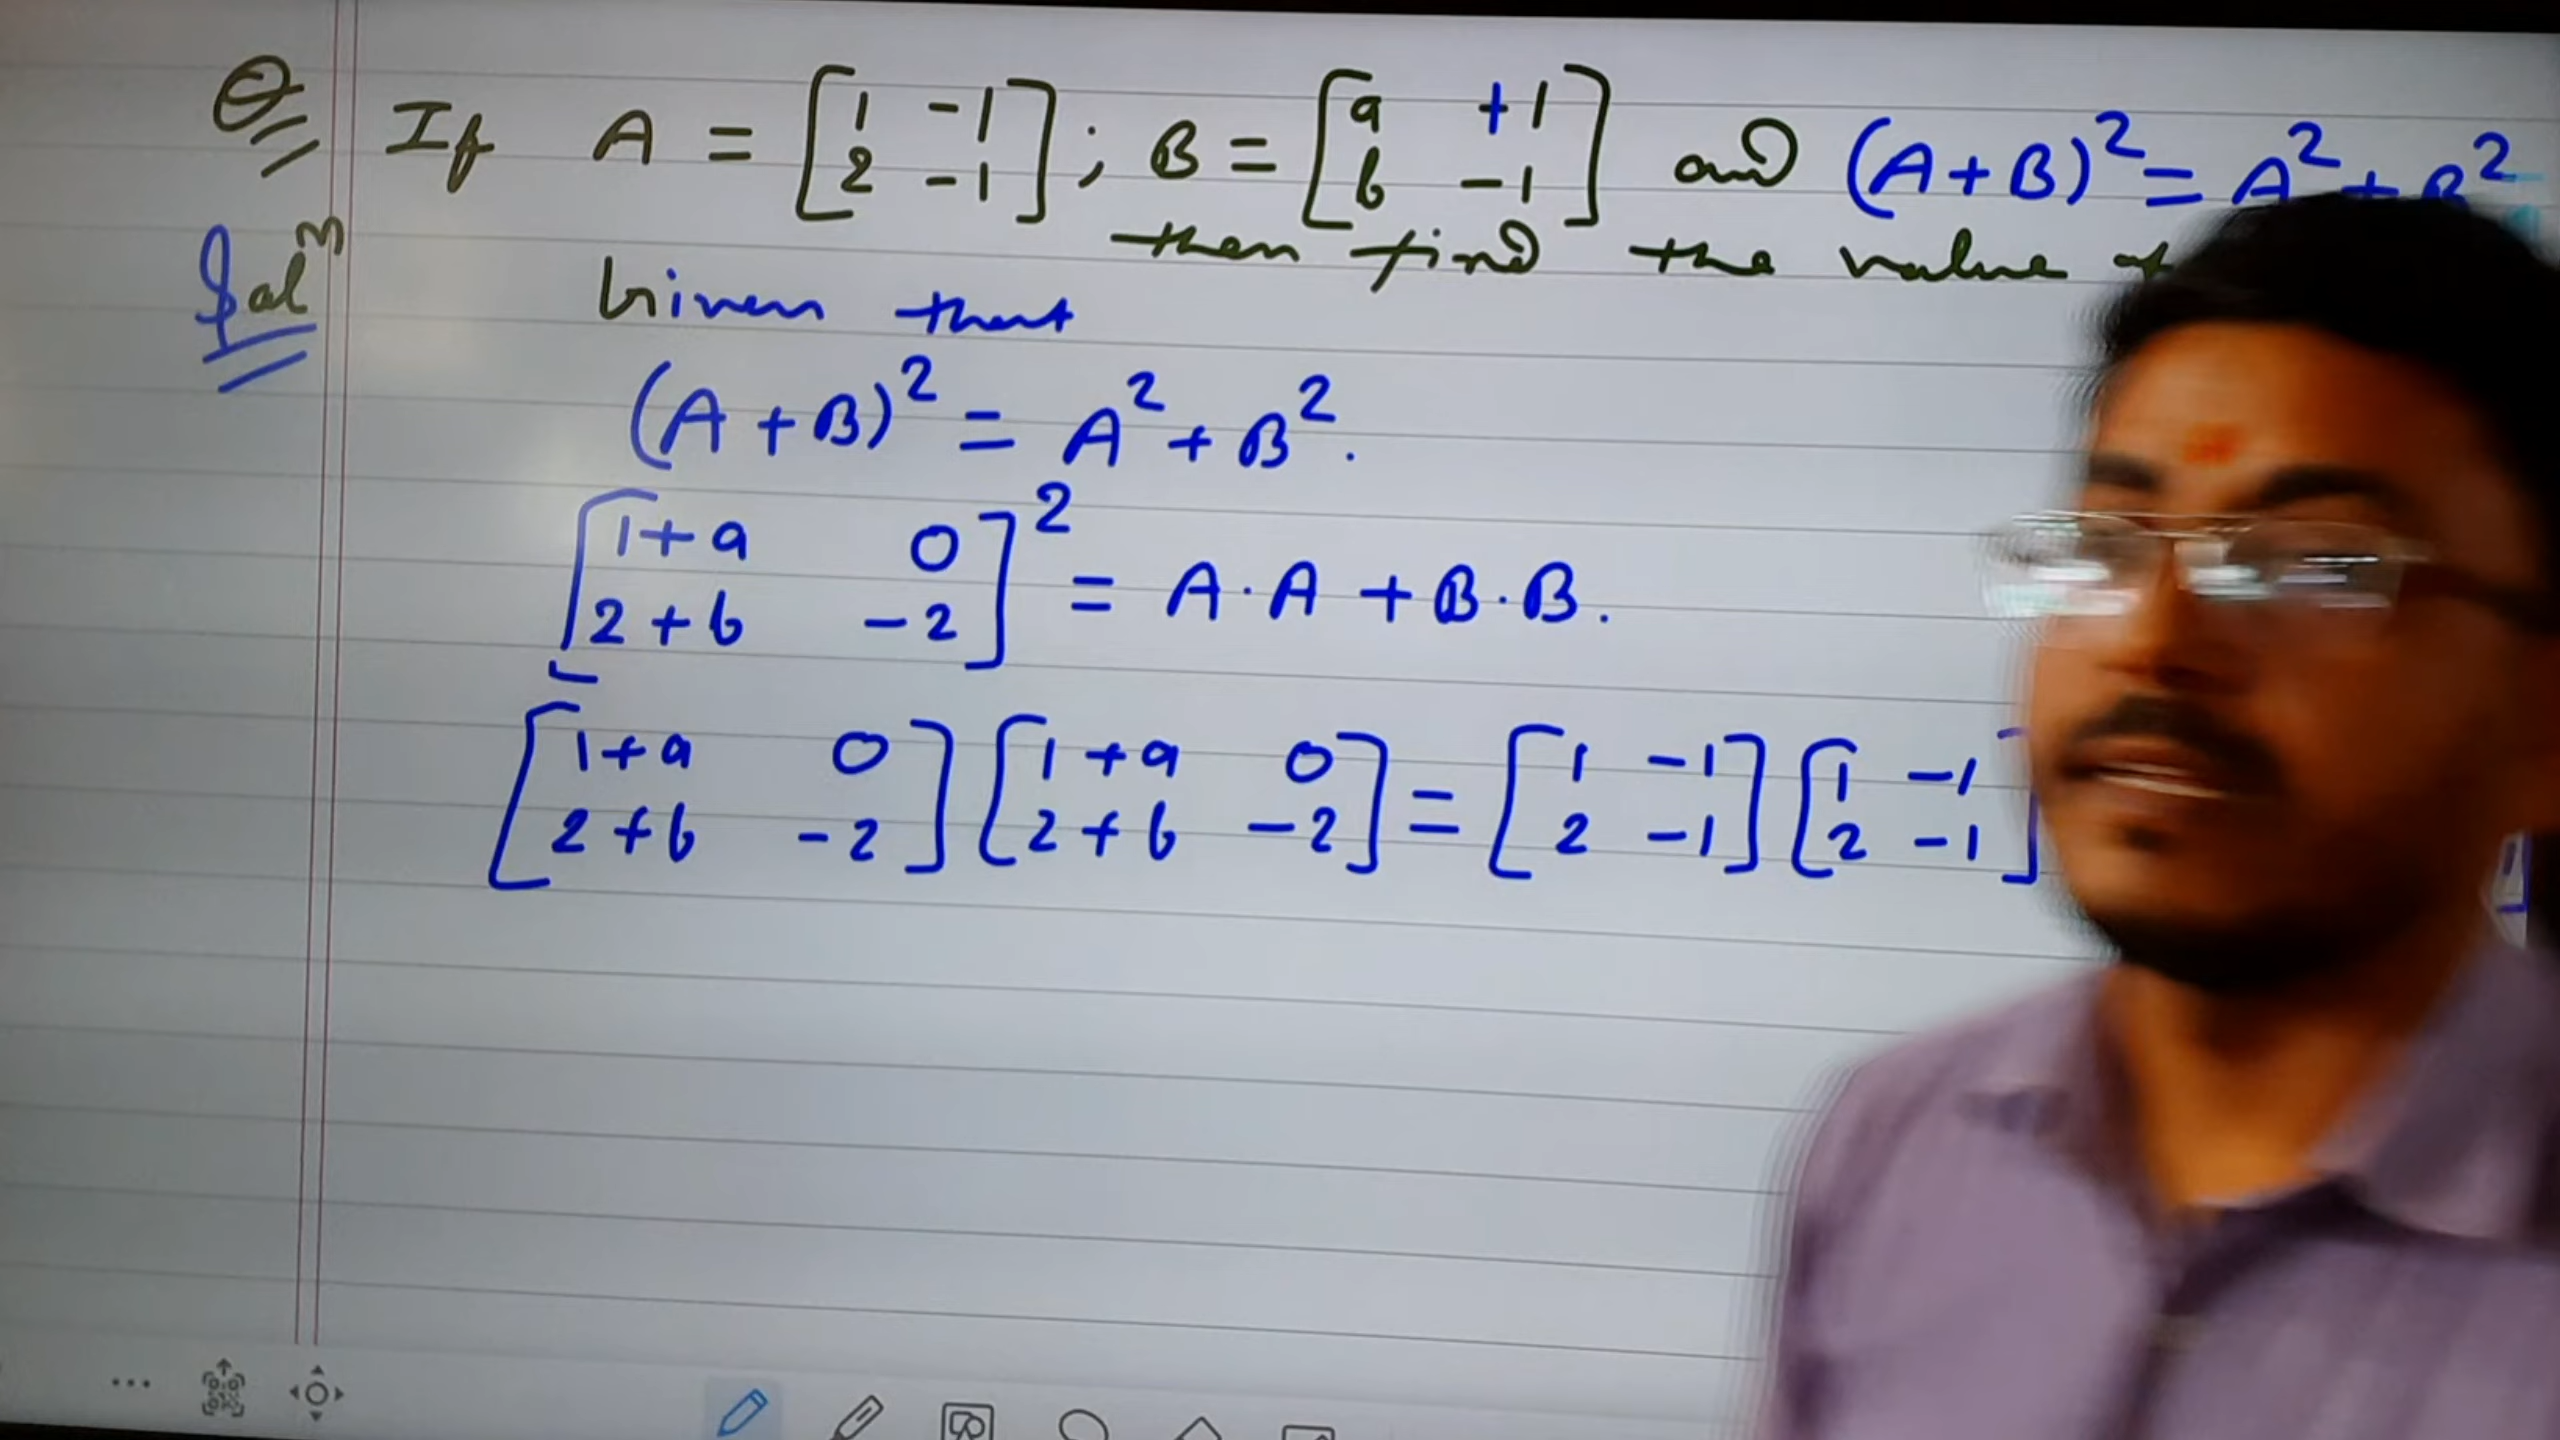 Q If A = [1 -1; 2 -1]; B = [a +1; b -1] and (A+B)² = A² + B²
then find the value of
Solⁿ Given that
(A+B)² = A² + B².
[1+a 0; 2+b -2]² = A·A + B·B.
[1+a 0; 2+b -2] [1+a 0; 2+b -2] = [1 -1; 2 -1] [1 -1; 2 -1]